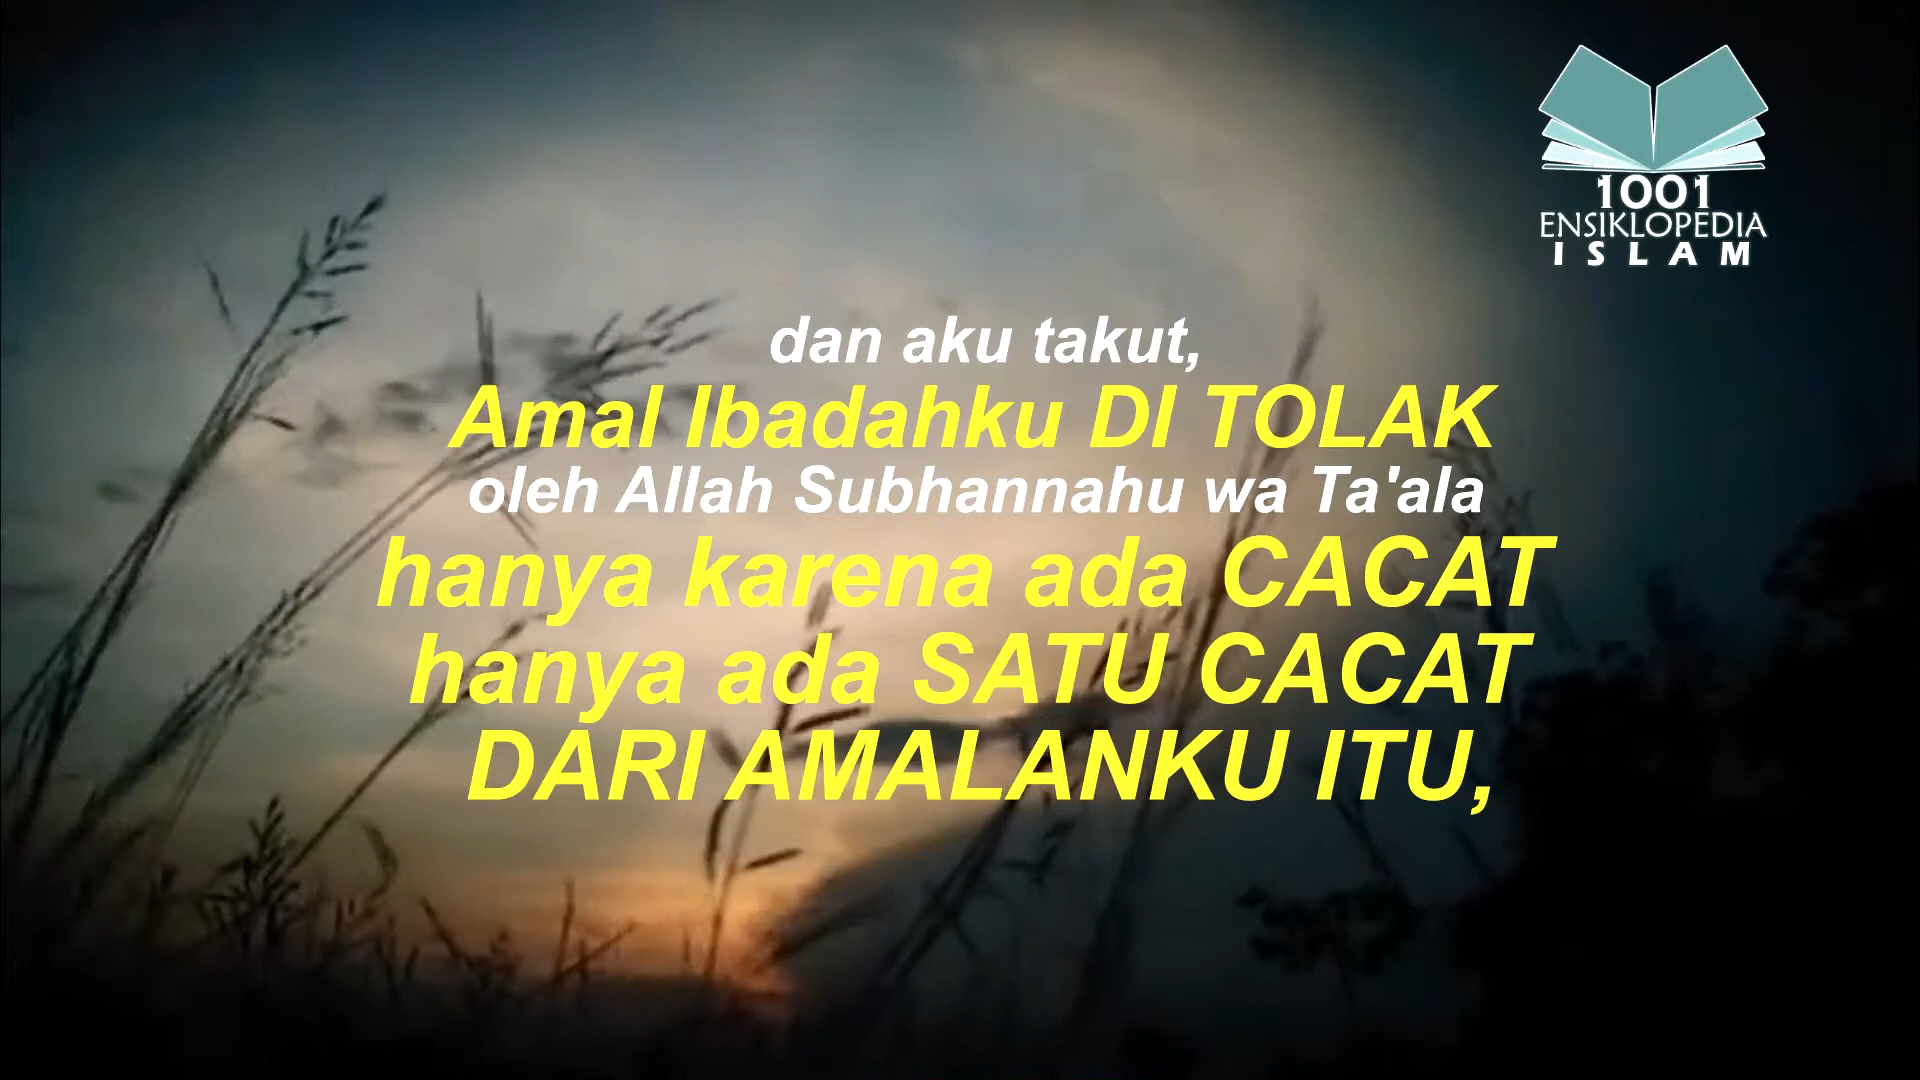 1001
ENSIKLOPEDIA
ISLAM
dan aku takut,
Amal Ibadahku DI TOLAK
oleh Allah Subhannahu wa Ta'ala
hanya karena ada CACAT
hanya ada SATU CACAT
DARI AMALANKU ITU,